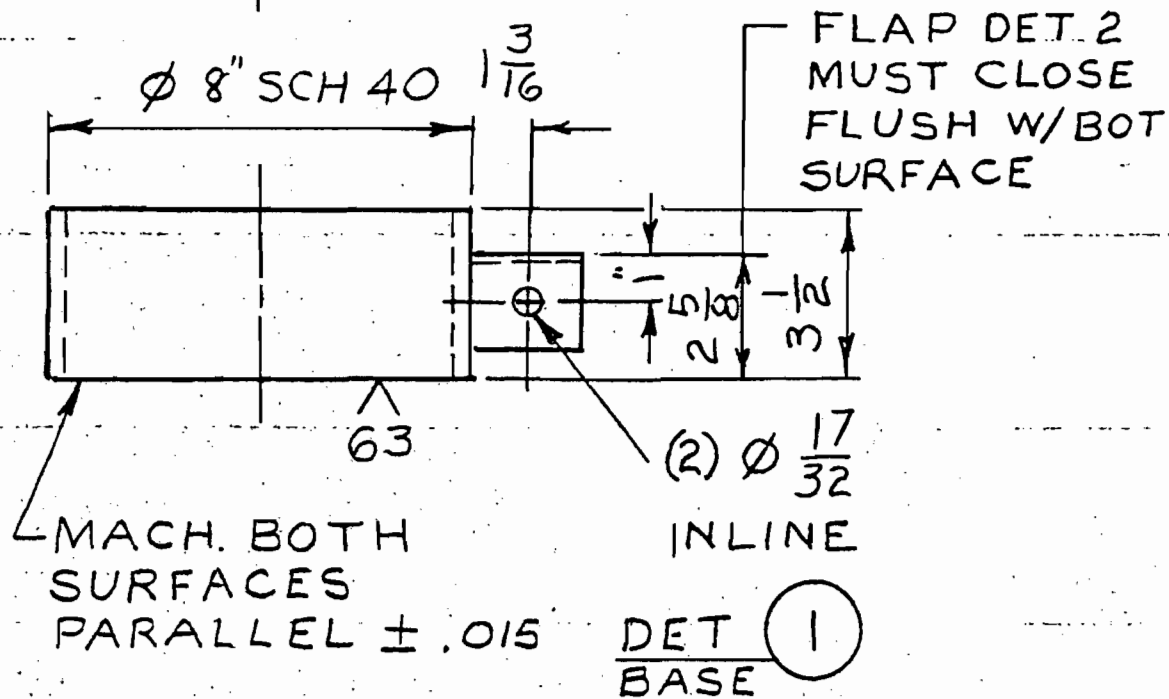 FLAP DET. 2
MUST CLOSE
FLUSH W/BOT
SURFACE
Ø 8" SCH 40
1 3/16
1"
2 5/8
3 1/2
63
(2) Ø 17/32
INLINE
MACH. BOTH
SURFACES
PARALLEL ± .015
DET 1
BASE